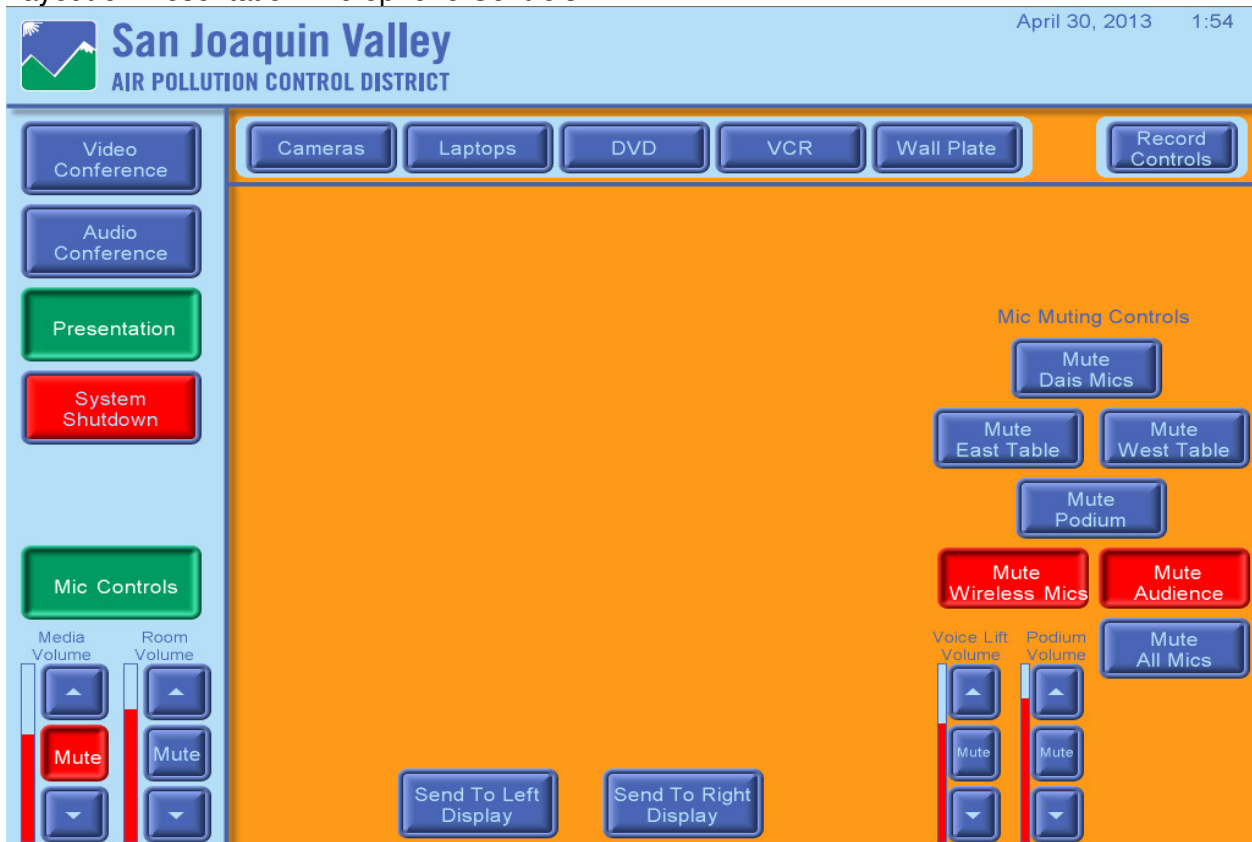 April 30, 2013 1:54
San Joaquin Valley
AIR POLLUTION CONTROL DISTRICT
Video
Conference
Audio
Conference
Presentation
System
Shutdown
Mic Controls
Media
Volume
Room
Volume
Mute
Mute
Cameras
Laptops
DVD
VCR
Wall Plate
Record
Controls
Mic Muting Controls
Mute
Dais Mics
Mute
East Table
Mute
West Table
Mute
Podium
Mute
Wireless Mics
Mute
Audience
Voice Lift
Volume
Podium
Volume
Mute
All Mics
Mute
Mute
Send To Left
Display
Send To Right
Display